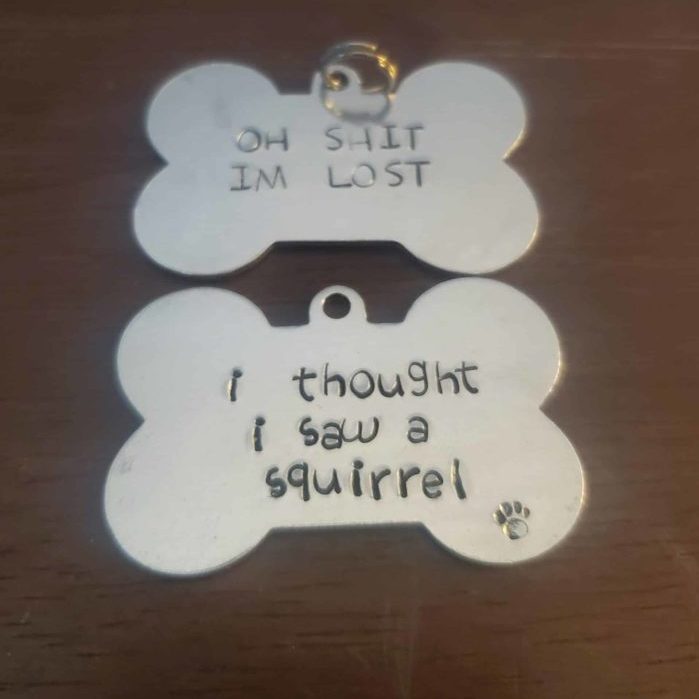 OH SHIT
IM LOST
i thought
i saw a
squirrel